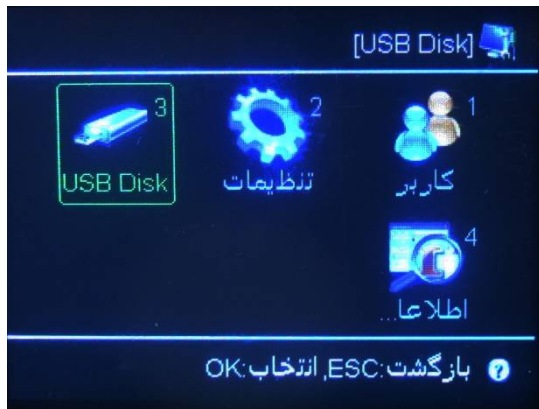 [USB Disk]
1
کاربر
2
تنظیمات
3
USB Disk
4
اطلاعا...
بازگشت:ESC, انتخاب:OK